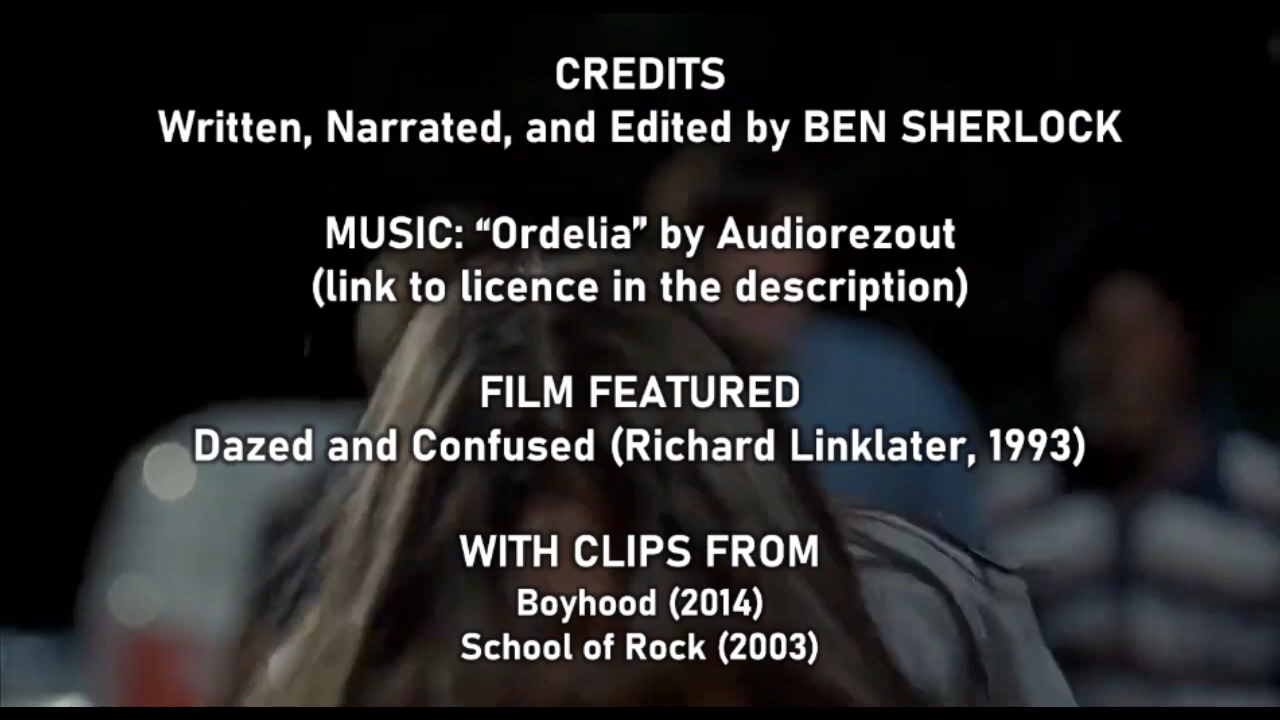 CREDITS
Written, Narrated, and Edited by BEN SHERLOCK
MUSIC: “Ordelia” by Audiorezout
(link to licence in the description)
FILM FEATURED
Dazed and Confused (Richard Linklater, 1993)
WITH CLIPS FROM
Boyhood (2014)
School of Rock (2003)